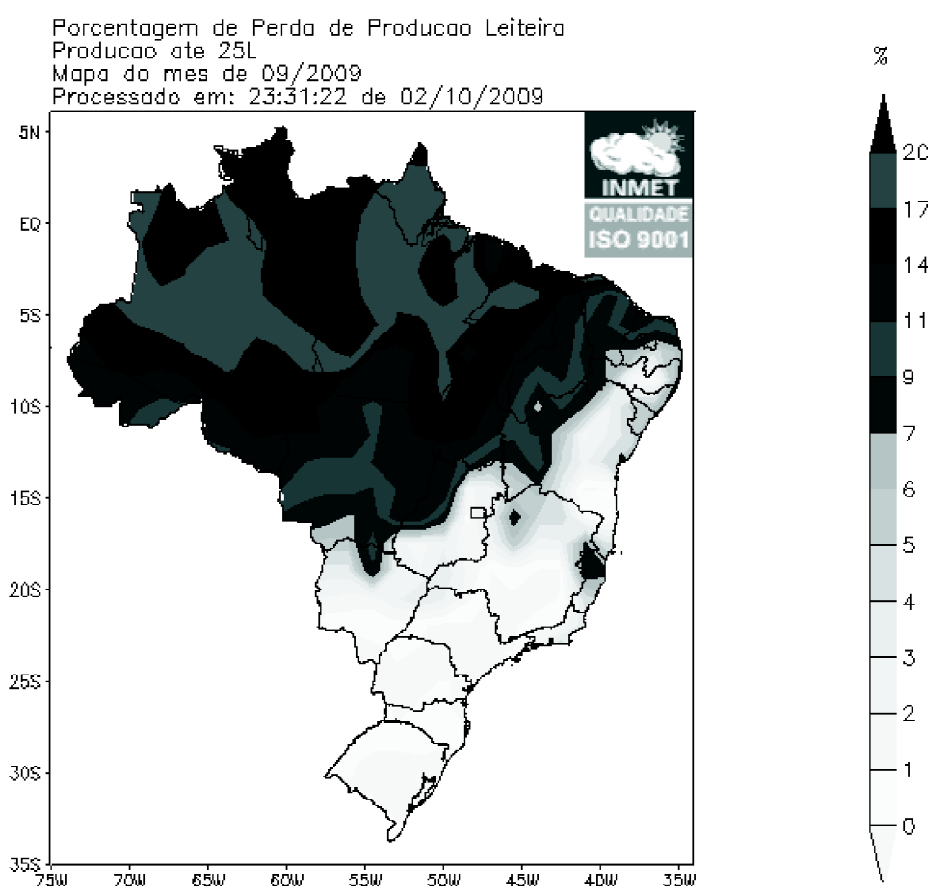 Porcentagem de Perda de Producao Leiteira
Producao ate 25L
Mapa do mes de 09/2009
Processado em: 23:31:22 de 02/10/2009
%
INMET
QUALIDADE
ISO 9001
5N
EQ
5S
10S
15S
20S
25S
30S
35S
75W 70W 65W 60W 55W 50W 45W 40W 35W
20
17
14
11
9
7
6
5
4
3
2
1
0